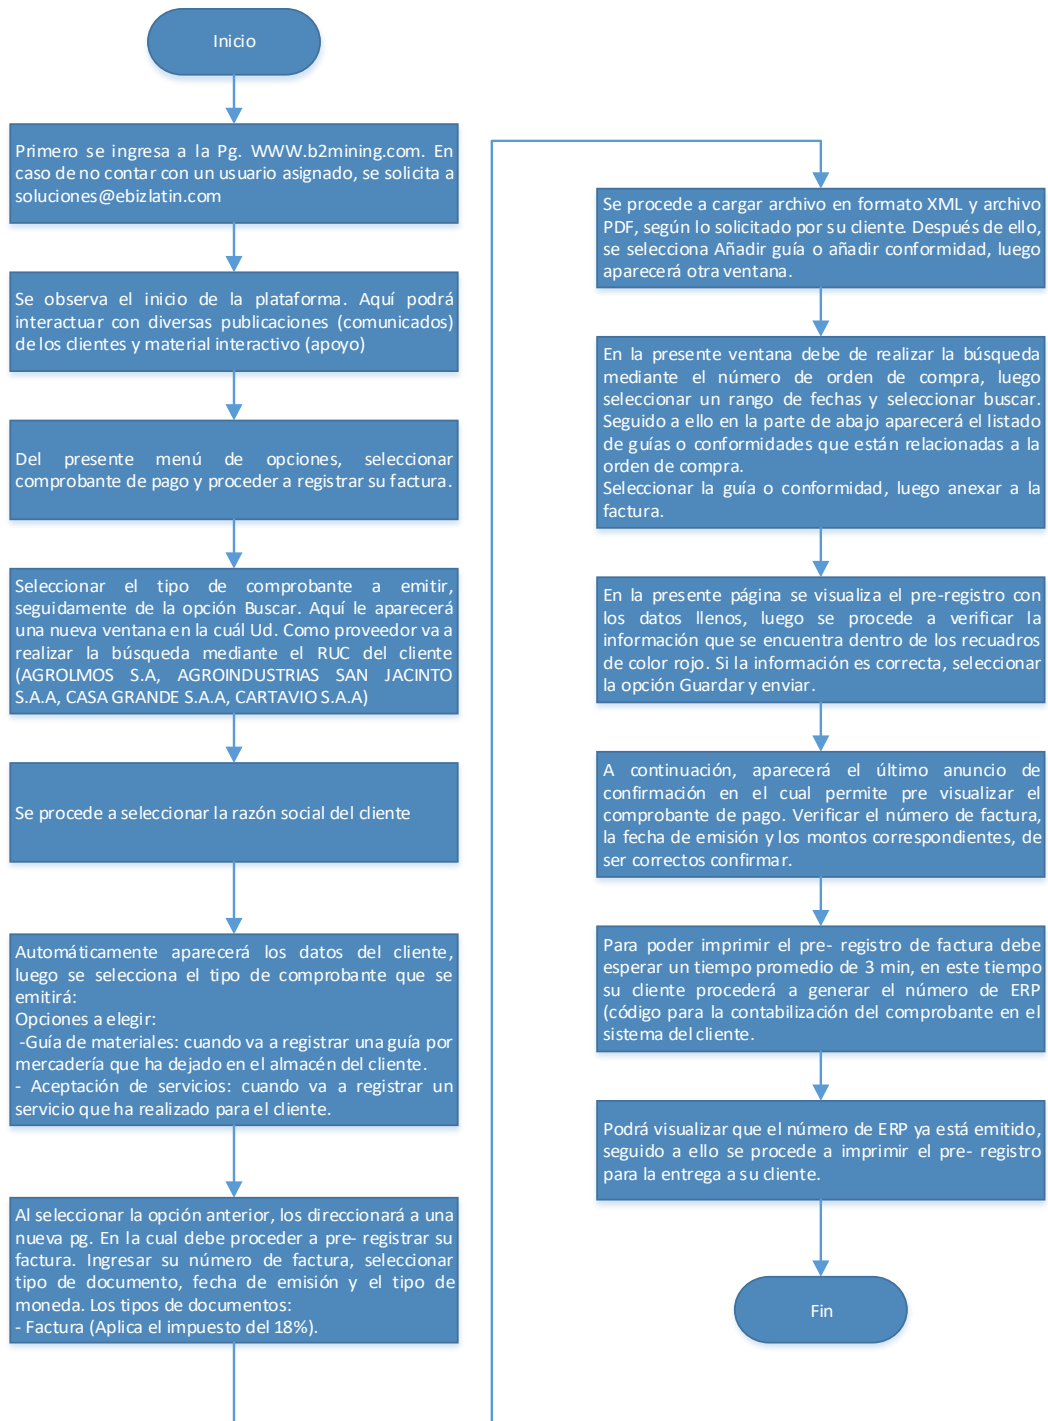 Inicio
Primero se ingresa a la Pg. WWW.b2mining.com. En
caso de no contar con un usuario asignado, se solicita a
soluciones@ebizlatin.com
Se observa el inicio de la plataforma. Aquí podrá
interactuar con diversas publicaciones (comunicados)
de los clientes y material interactivo (apoyo)
Del presente menú de opciones, seleccionar
comprobante de pago y proceder a registrar su factura.
Seleccionar el tipo de comprobante a emitir,
seguidamente de la opción Buscar. Aquí le aparecerá
una nueva ventana en la cuál Ud. Como proveedor va a
realizar la búsqueda mediante el RUC del cliente
(AGROLMOS S.A, AGROINDUSTRIAS SAN JACINTO
S.A.A, CASA GRANDE S.A.A, CARTAVIO S.A.A)
Se procede a seleccionar la razón social del cliente
Automáticamente aparecerá los datos del cliente,
luego se selecciona el tipo de comprobante que se
emitirá:
Opciones a elegir:
-Guía de materiales: cuando va a registrar una guía por
mercadería que ha dejado en el almacén del cliente.
- Aceptación de servicios: cuando va a registrar un
servicio que ha realizado para el cliente.
Al seleccionar la opción anterior, los direccionará a una
nueva pg. En la cual debe proceder a pre- registrar su
factura. Ingresar su número de factura, seleccionar
tipo de documento, fecha de emisión y el tipo de
moneda. Los tipos de documentos:
- Factura (Aplica el impuesto del 18%).
Se procede a cargar archivo en formato XML y archivo
PDF, según lo solicitado por su cliente. Después de ello,
se selecciona Añadir guía o añadir conformidad, luego
aparecerá otra ventana.
En la presente ventana debe de realizar la búsqueda
mediante el número de orden de compra, luego
seleccionar un rango de fechas y seleccionar buscar.
Seguido a ello en la parte de abajo aparecerá el listado
de guías o conformidades que están relacionadas a la
orden de compra.
Seleccionar la guía o conformidad, luego anexar a la
factura.
En la presente página se visualiza el pre-registro con
los datos llenos, luego se procede a verificar la
información que se encuentra dentro de los recuadros
de color rojo. Si la información es correcta, seleccionar
la opción Guardar y enviar.
A continuación, aparecerá el último anuncio de
confirmación en el cual permite pre visualizar el
comprobante de pago. Verificar el número de factura,
la fecha de emisión y los montos correspondientes, de
ser correctos confirmar.
Para poder imprimir el pre- registro de factura debe
esperar un tiempo promedio de 3 min, en este tiempo
su cliente procederá a generar el número de ERP
(código para la contabilización del comprobante en el
sistema del cliente.
Podrá visualizar que el número de ERP ya está emitido,
seguido a ello se procede a imprimir el pre- registro
para la entrega a su cliente.
Fin